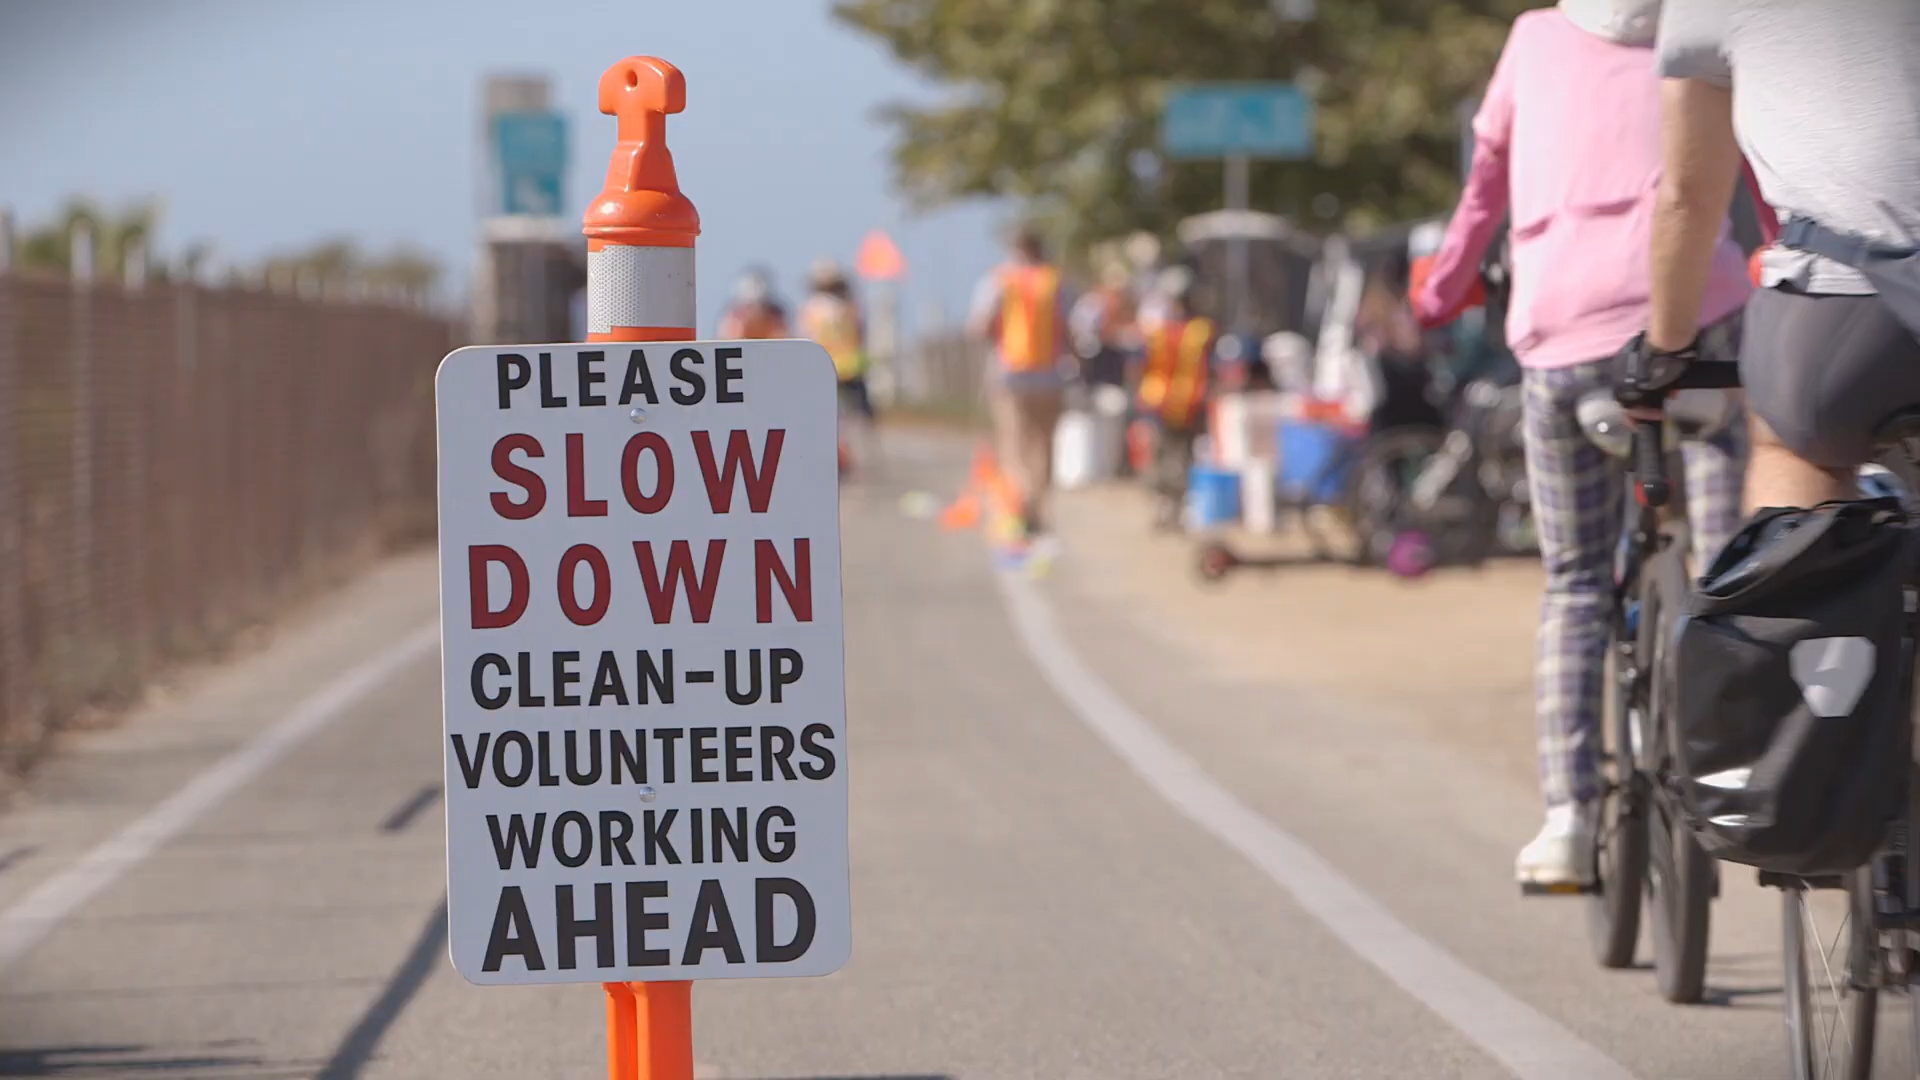 PLEASE
SLOW
DOWN
CLEAN-UP
VOLUNTEERS
WORKING
AHEAD